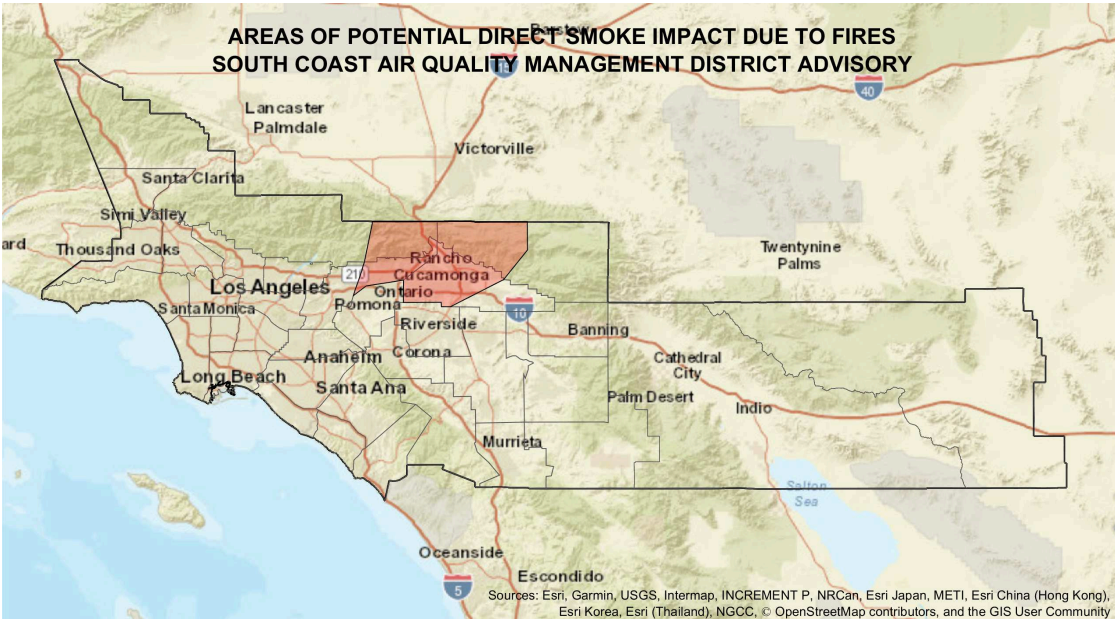 AREAS OF POTENTIAL DIRECT SMOKE IMPACT DUE TO FIRES
SOUTH COAST AIR QUALITY MANAGEMENT DISTRICT ADVISORY
Barstow
15
40
Lancaster
Palmdale
Victorville
Santa Clarita
Simi Valley
ard
Thousand Oaks
Twentynine
Palms
Rancho
Cucamonga
210
Los Angeles
Ontario
Pomona
Santa Monica
10
Riverside
Banning
Anaheim
Corona
Cathedral
City
Long Beach
Santa Ana
Palm Desert
Indio
Murrieta
Salton
Sea
Oceanside
Escondido
5
Sources: Esri, Garmin, USGS, Intermap, INCREMENT P, NRCan, Esri Japan, METI, Esri China (Hong Kong),
Esri Korea, Esri (Thailand), NGCC, © OpenStreetMap contributors, and the GIS User Community